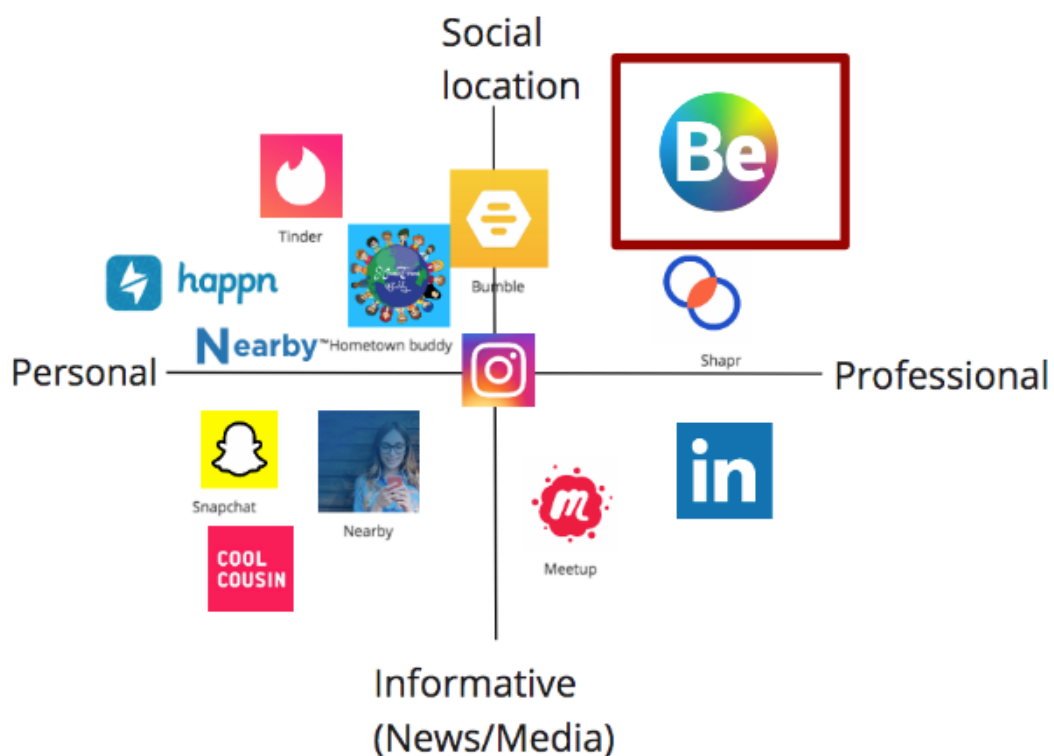 Social
location
Be
Tinder
happn
Bumble
Nearby™
Hometown buddy
Shapr
Personal
Professional
Snapchat
Nearby
in
m
Meetup
COOL
COUSIN
Informative
(News/Media)